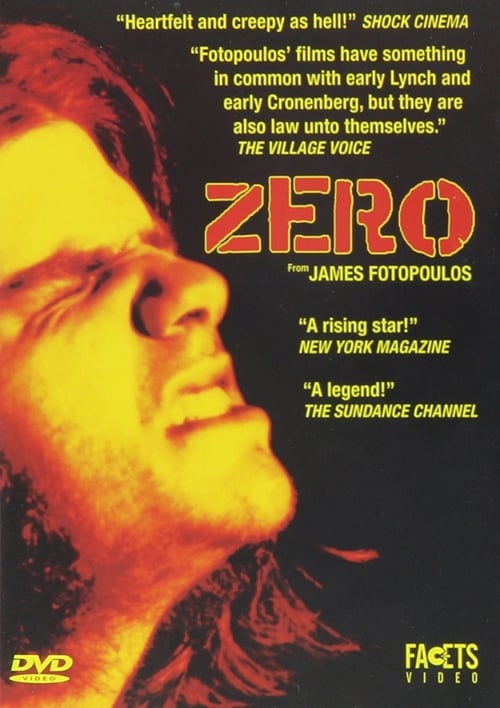 “Heartfelt and creepy as hell!” SHOCK CINEMA
“Fotopoulos’ films have something
in common with early Lynch and
early Cronenberg, but they are
also law unto themselves.”
THE VILLAGE VOICE
ZERO
From JAMES FOTOPOULOS
“A rising star!”
NEW YORK MAGAZINE
“A legend!”
THE SUNDANCE CHANNEL
DVD
VIDEO
FACETS
VIDEO